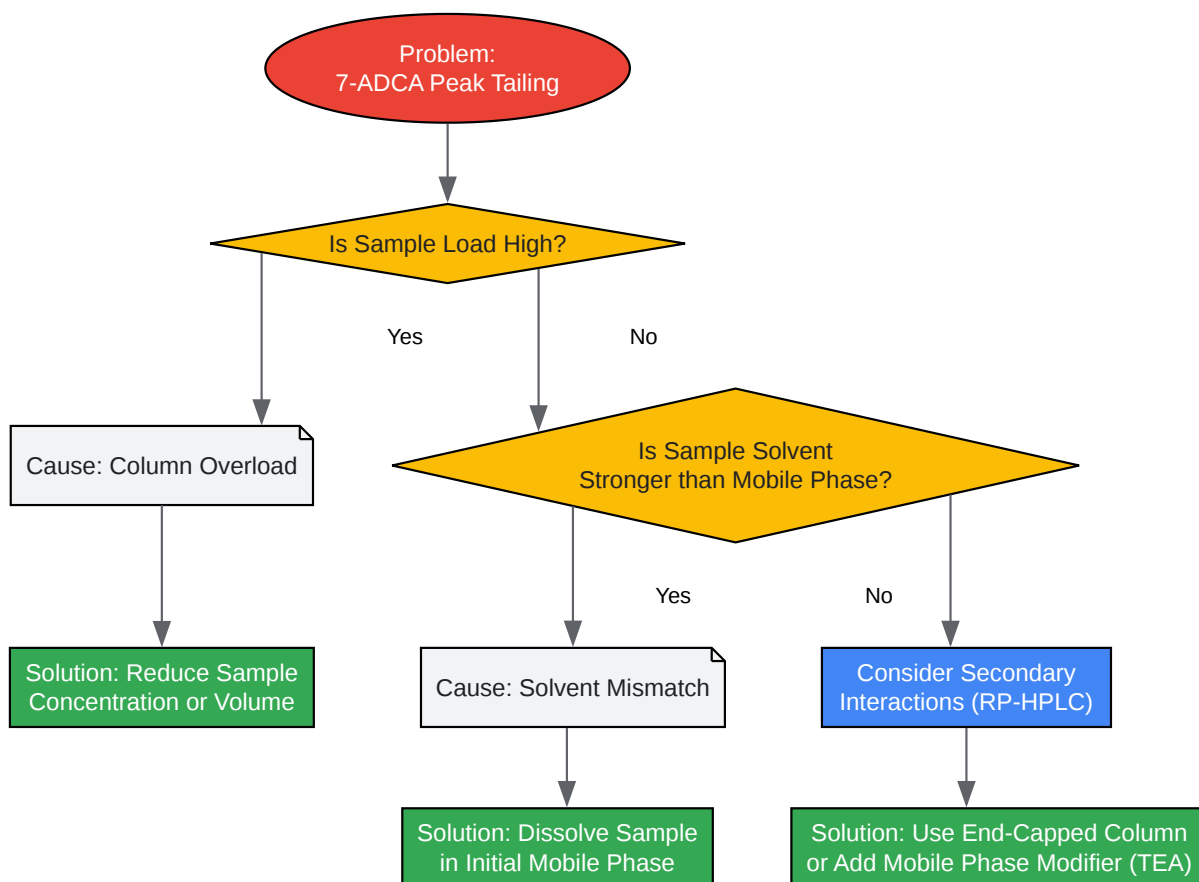 Problem:
7-ADCA Peak Tailing
Is Sample Load High?
Yes
No
Cause: Column Overload
Is Sample Solvent
Stronger than Mobile Phase?
Yes
No
Solution: Reduce Sample
Concentration or Volume
Cause: Solvent Mismatch
Consider Secondary
Interactions (RP-HPLC)
Solution: Dissolve Sample
in Initial Mobile Phase
Solution: Use End-Capped Column
or Add Mobile Phase Modifier (TEA)